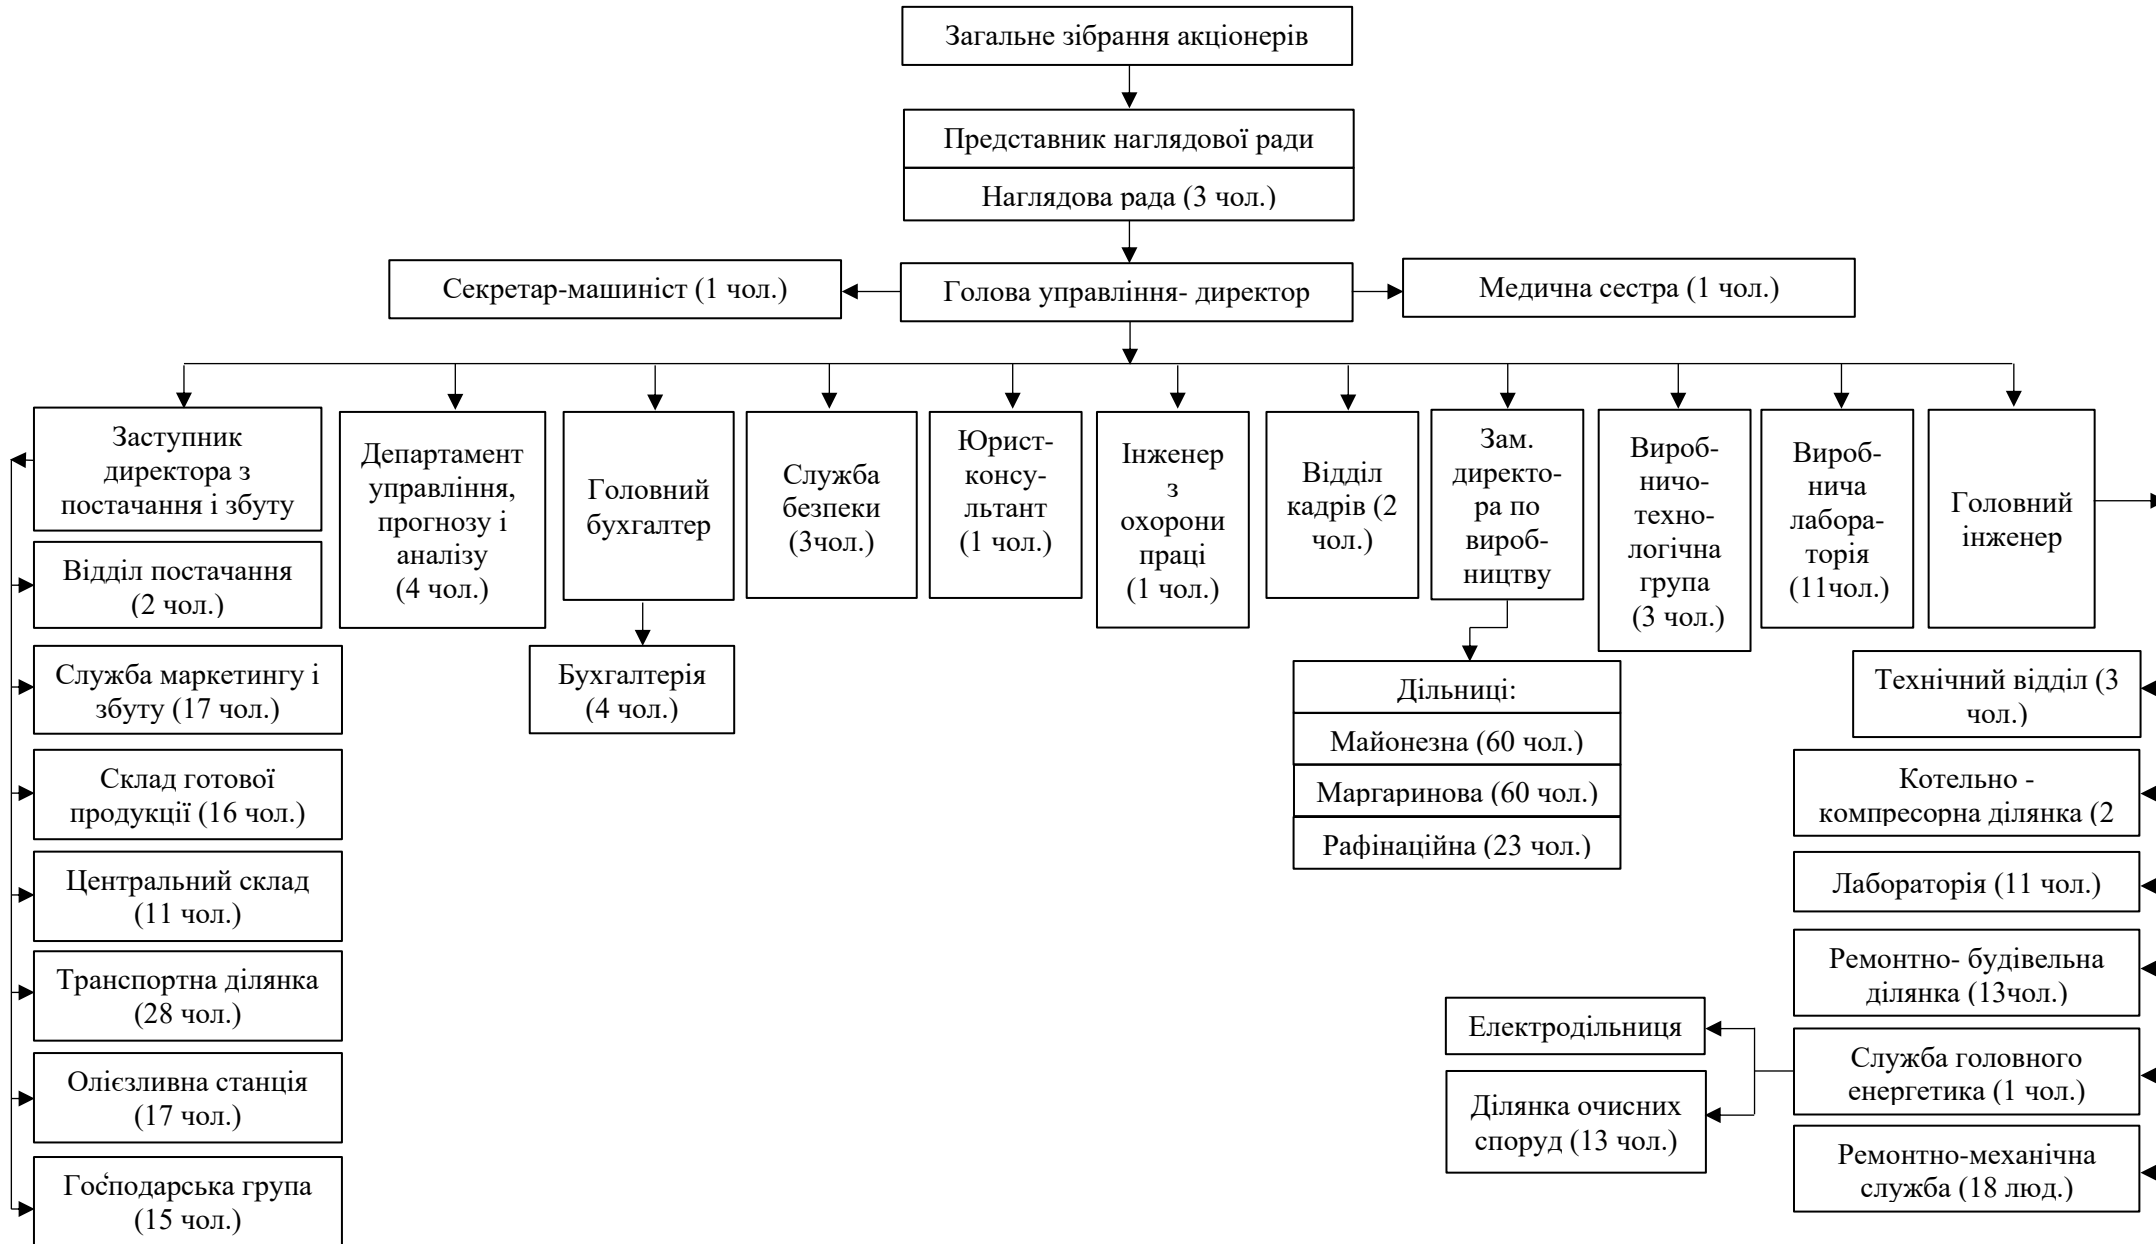 Загальне зібрання акціонерів
Представник наглядової ради
Наглядова рада (3 чол.)
Секретар-машиніст (1 чол.)
Голова управління- директор
Медична сестра (1 чол.)
Заступник
директора з
постачання і збуту
Департамент
управління,
прогнозу і
аналізу
(4 чол.)
Головний
бухгалтер
Служба
безпеки
(3чол.)
Юрист-
консу-
льтант
(1 чол.)
Інженер
з
охорони
праці
(1 чол.)
Відділ
кадрів (2
чол.)
Зам.
директо-
ра по
вироб-
ництву
Вироб-
ничо-
техно-
логічна
група
(3 чол.)
Вироб-
нича
лабора-
торія
(11чол.)
Головний
інженер
Відділ постачання
(2 чол.)
Служба маркетингу і
збуту (17 чол.)
Склад готової
продукції (16 чол.)
Центральний склад
(11 чол.)
Транспортна ділянка
(28 чол.)
Олієзливна станція
(17 чол.)
Господарська група
(15 чол.)
Бухгалтерія
(4 чол.)
Дільниці:
Майонезна (60 чол.)
Маргаринова (60 чол.)
Рафінаційна (23 чол.)
Технічний відділ (3
чол.)
Котельно -
компресорна ділянка (2
Лабораторія (11 чол.)
Ремонтно- будівельна
ділянка (13чол.)
Служба головного
енергетика (1 чол.)
Ремонтно-механічна
служба (18 люд.)
Електродільниця
Ділянка очисних
споруд (13 чол.)